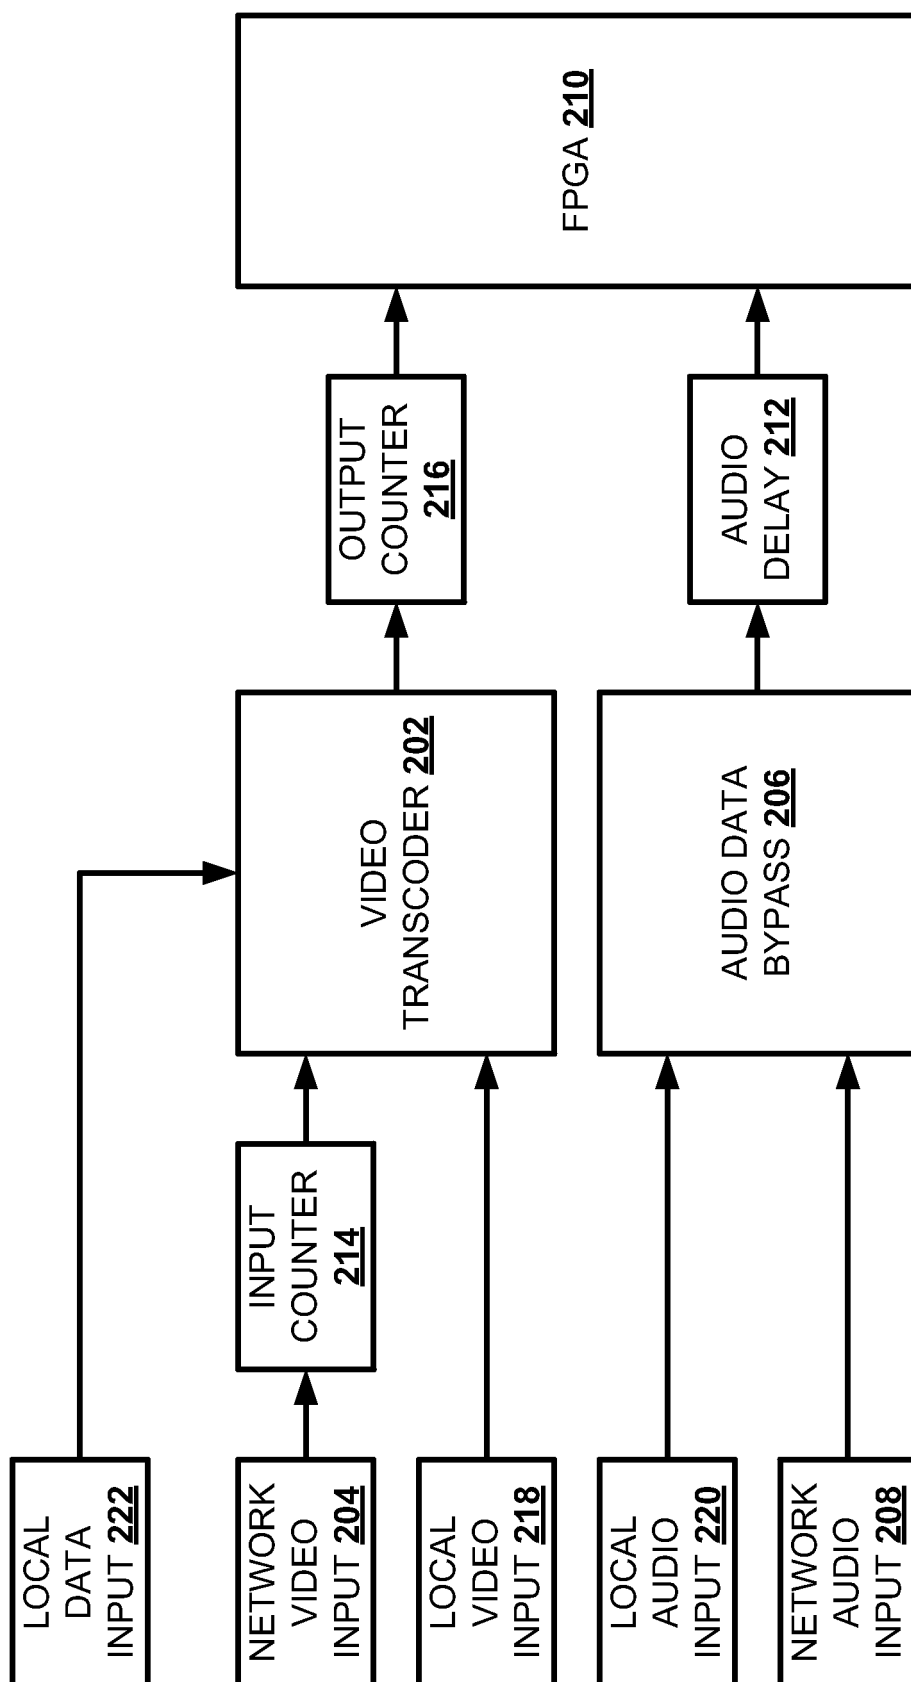 LOCAL
DATA
INPUT 222
NETWORK
VIDEO
INPUT 204
LOCAL
VIDEO
INPUT 218
LOCAL
AUDIO
INPUT 220
NETWORK
AUDIO
INPUT 208
INPUT
COUNTER
214
VIDEO
TRANSCODER 202
AUDIO DATA
BYPASS 206
OUTPUT
COUNTER
216
AUDIO
DELAY 212
FPGA 210